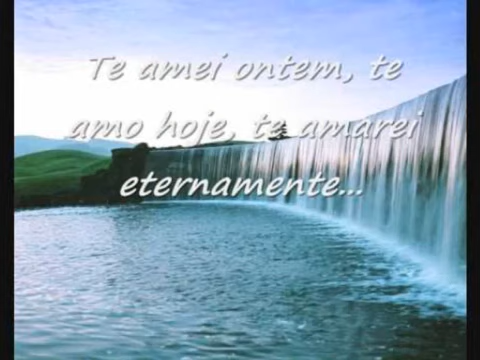 Te amei ontem, te
amo hoje, te amarei
eternamente...